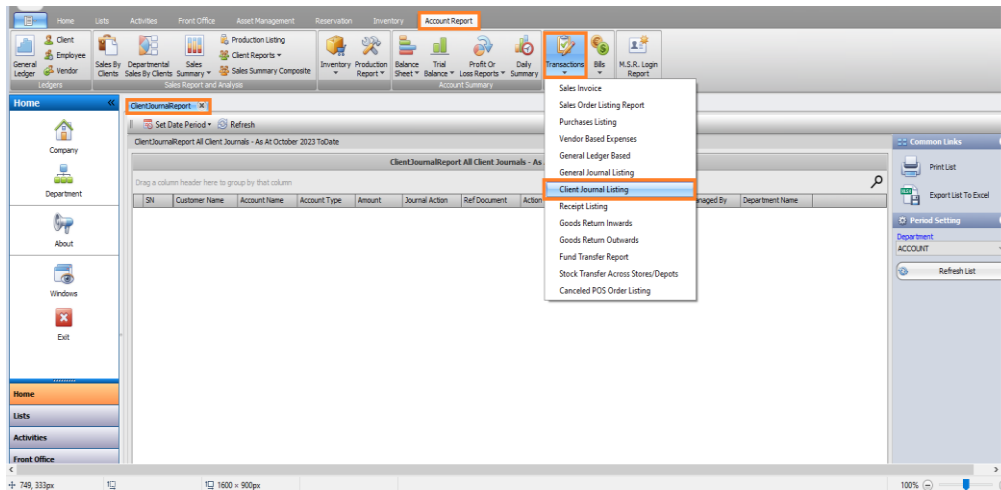 Home Lists Activities Front Office Asset Management Reservation Inventory Account Report
Client
Employee
Vendor
General Ledger
Ledgers
Sales By Clients
Departmental Sales By Clients
Sales Summary
Production Listing
Client Reports
Sales Summary Composite
Sales Report and Analysis
Inventory
Production Report
Balance Sheet
Trial Balance
Profit Or Loss Reports
Daily Summary
Account Summary
Transactions
Bills
M.S.R. Login Report
Sales Invoice
Sales Order Listing Report
Purchases Listing
Vendor Based Expenses
General Ledger Based
General Journal Listing
Client Journal Listing
Receipt Listing
Goods Return Inwards
Goods Return Outwards
Fund Transfer Report
Stock Transfer Across Stores/Depots
Canceled POS Order Listing
Home
Company
Department
About
Windows
Exit
Home
Lists
Activities
Front Office
ClientJournalReport X
Set Date Period Refresh
ClientJournalReport All Client Journals - As At October 2023 ToDate
ClientJournalReport All Client Journals - As
Drag a column header here to group by that column
SN Customer Name Account Name Account Type Amount Journal Action Ref Document Action
naged By Department Name
Common Links
Print List
Export List To Excel
Period Setting
Department
ACCOUNT
Refresh List
749, 333px
1600 × 900px
100%